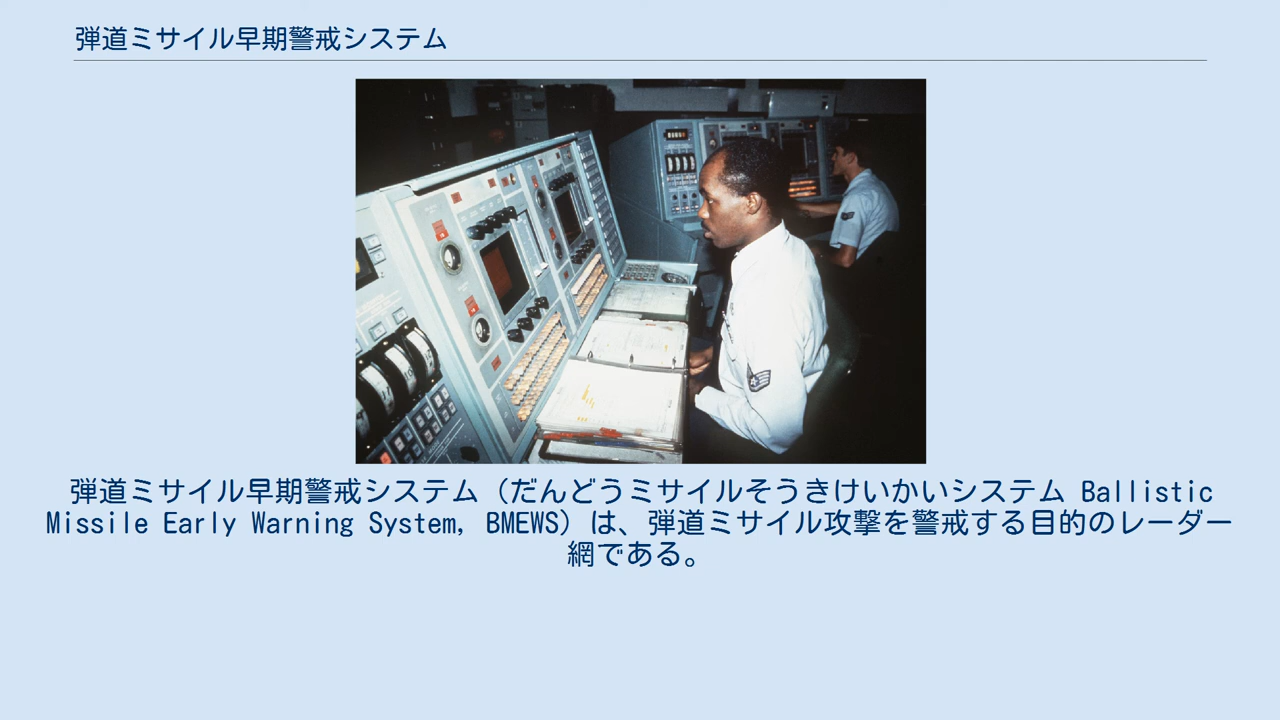 弾道ミサイル早期警戒システム
弾道ミサイル早期警戒システム（だんどうミサイルそうきけいかいシステム Ballistic
Missile Early Warning System, BMEWS）は、弾道ミサイル攻撃を警戒する目的のレーダー
網である。